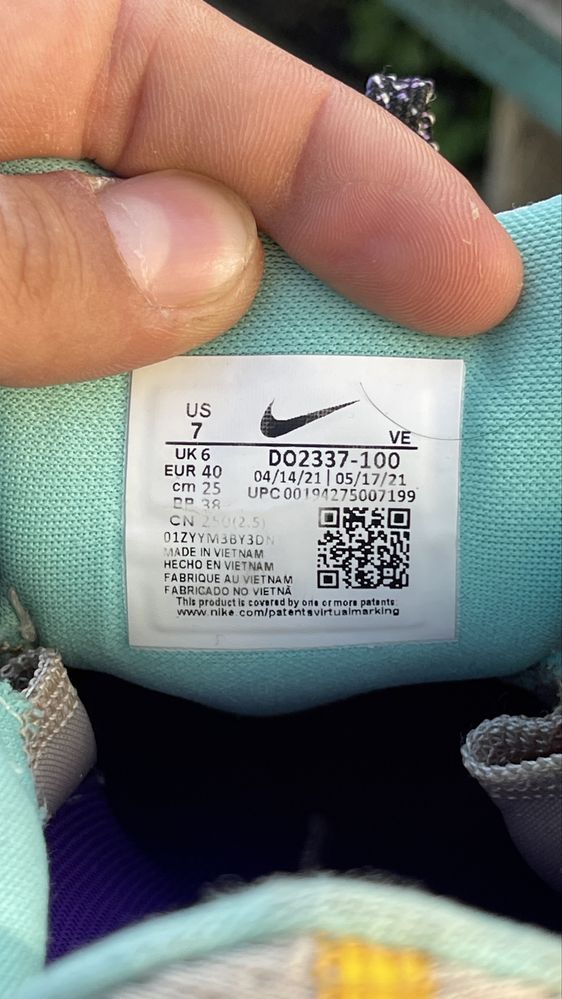 US
7
VE
UK 6
EUR 40
cm 25
BR 38
CN 250(2.5)
DO2337-100
04/14/21 | 05/17/21
UPC 00194275007199
01ZYYM3BY3DN
MADE IN VIETNAM
HECHO EN VIETNAM
FABRIQUE AU VIETNAM
FABRICADO NO VIETNÃ
This product is covered by one or more patents
www.nike.com/patentsvirtualmarking